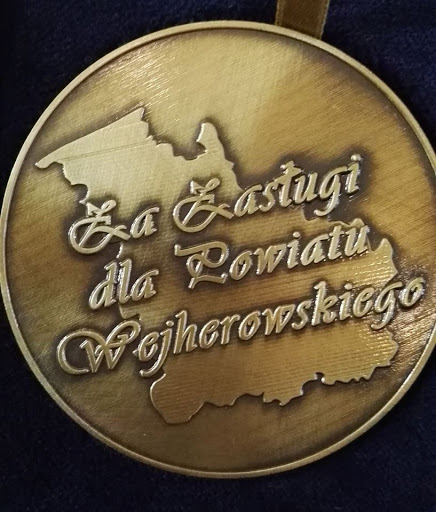 Za Zasługi
dla Powiatu
Wejherowskiego